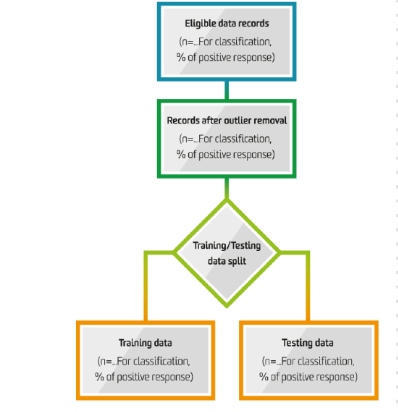 Eligible data records
(n=...For classification,
% of positive response)
Records after outlier removal
(n=...For classification,
% of positive response)
Training/Testing
data split
Training data
(n=...For classification,
% of positive response)
Testing data
(n=...For classification,
% of positive response)